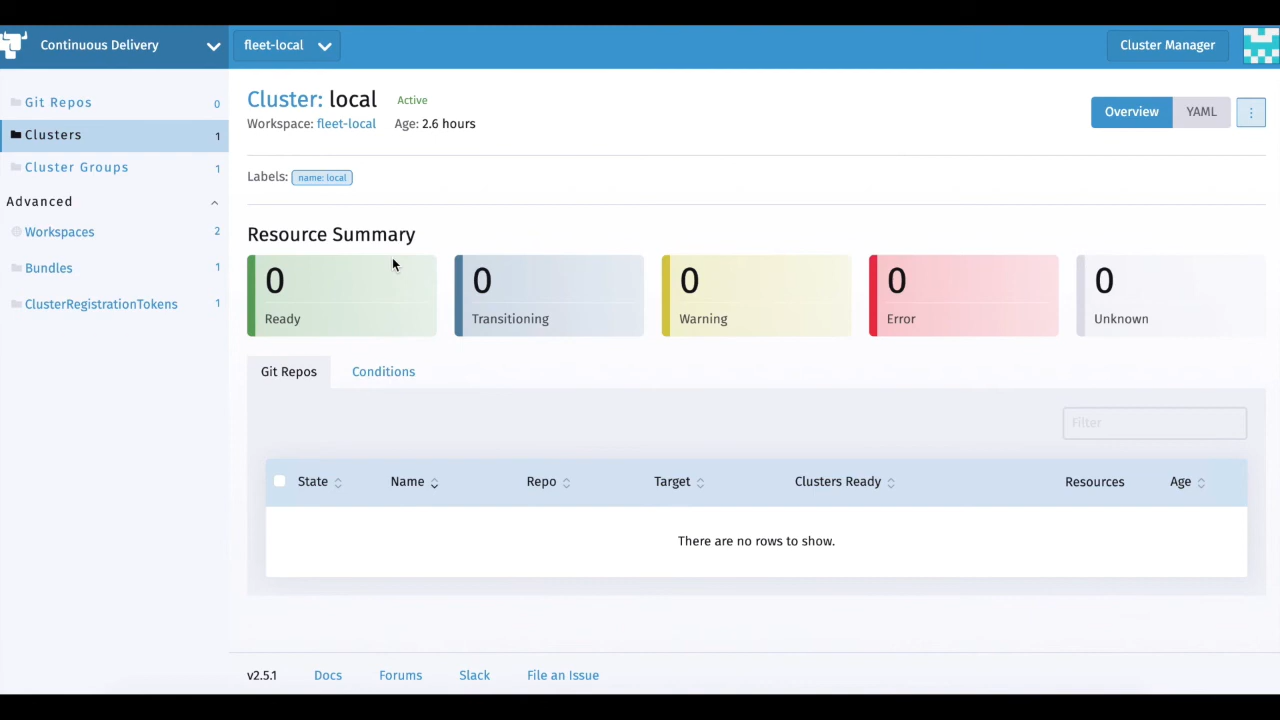 Continuous Delivery
fleet-local
Cluster Manager
Git Repos 0
Clusters 1
Cluster Groups 1
Advanced
Workspaces 2
Bundles 1
ClusterRegistrationTokens 1
Cluster: local Active
Workspace: fleet-local Age: 2.6 hours
Overview YAML
Labels: name: local
Resource Summary
0 0 0 0 0
Ready Transitioning Warning Error Unknown
Git Repos Conditions
Filter
State Name Repo Target Clusters Ready Resources Age
There are no rows to show.
v2.5.1 Docs Forums Slack File an Issue